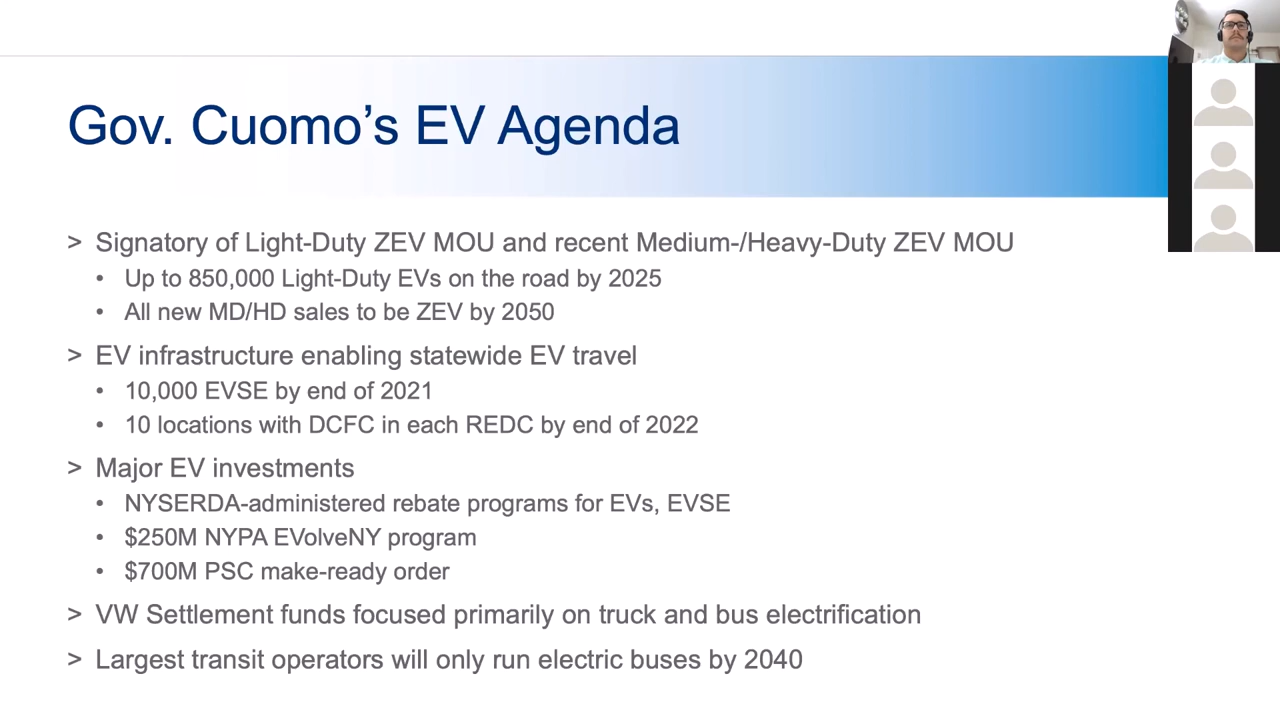 Gov. Cuomo's EV Agenda
> Signatory of Light-Duty ZEV MOU and recent Medium-/Heavy-Duty ZEV MOU
• Up to 850,000 Light-Duty EVs on the road by 2025
• All new MD/HD sales to be ZEV by 2050
> EV infrastructure enabling statewide EV travel
• 10,000 EVSE by end of 2021
• 10 locations with DCFC in each REDC by end of 2022
> Major EV investments
• NYSERDA-administered rebate programs for EVs, EVSE
• $250M NYPA EVolveNY program
• $700M PSC make-ready order
> VW Settlement funds focused primarily on truck and bus electrification
> Largest transit operators will only run electric buses by 2040